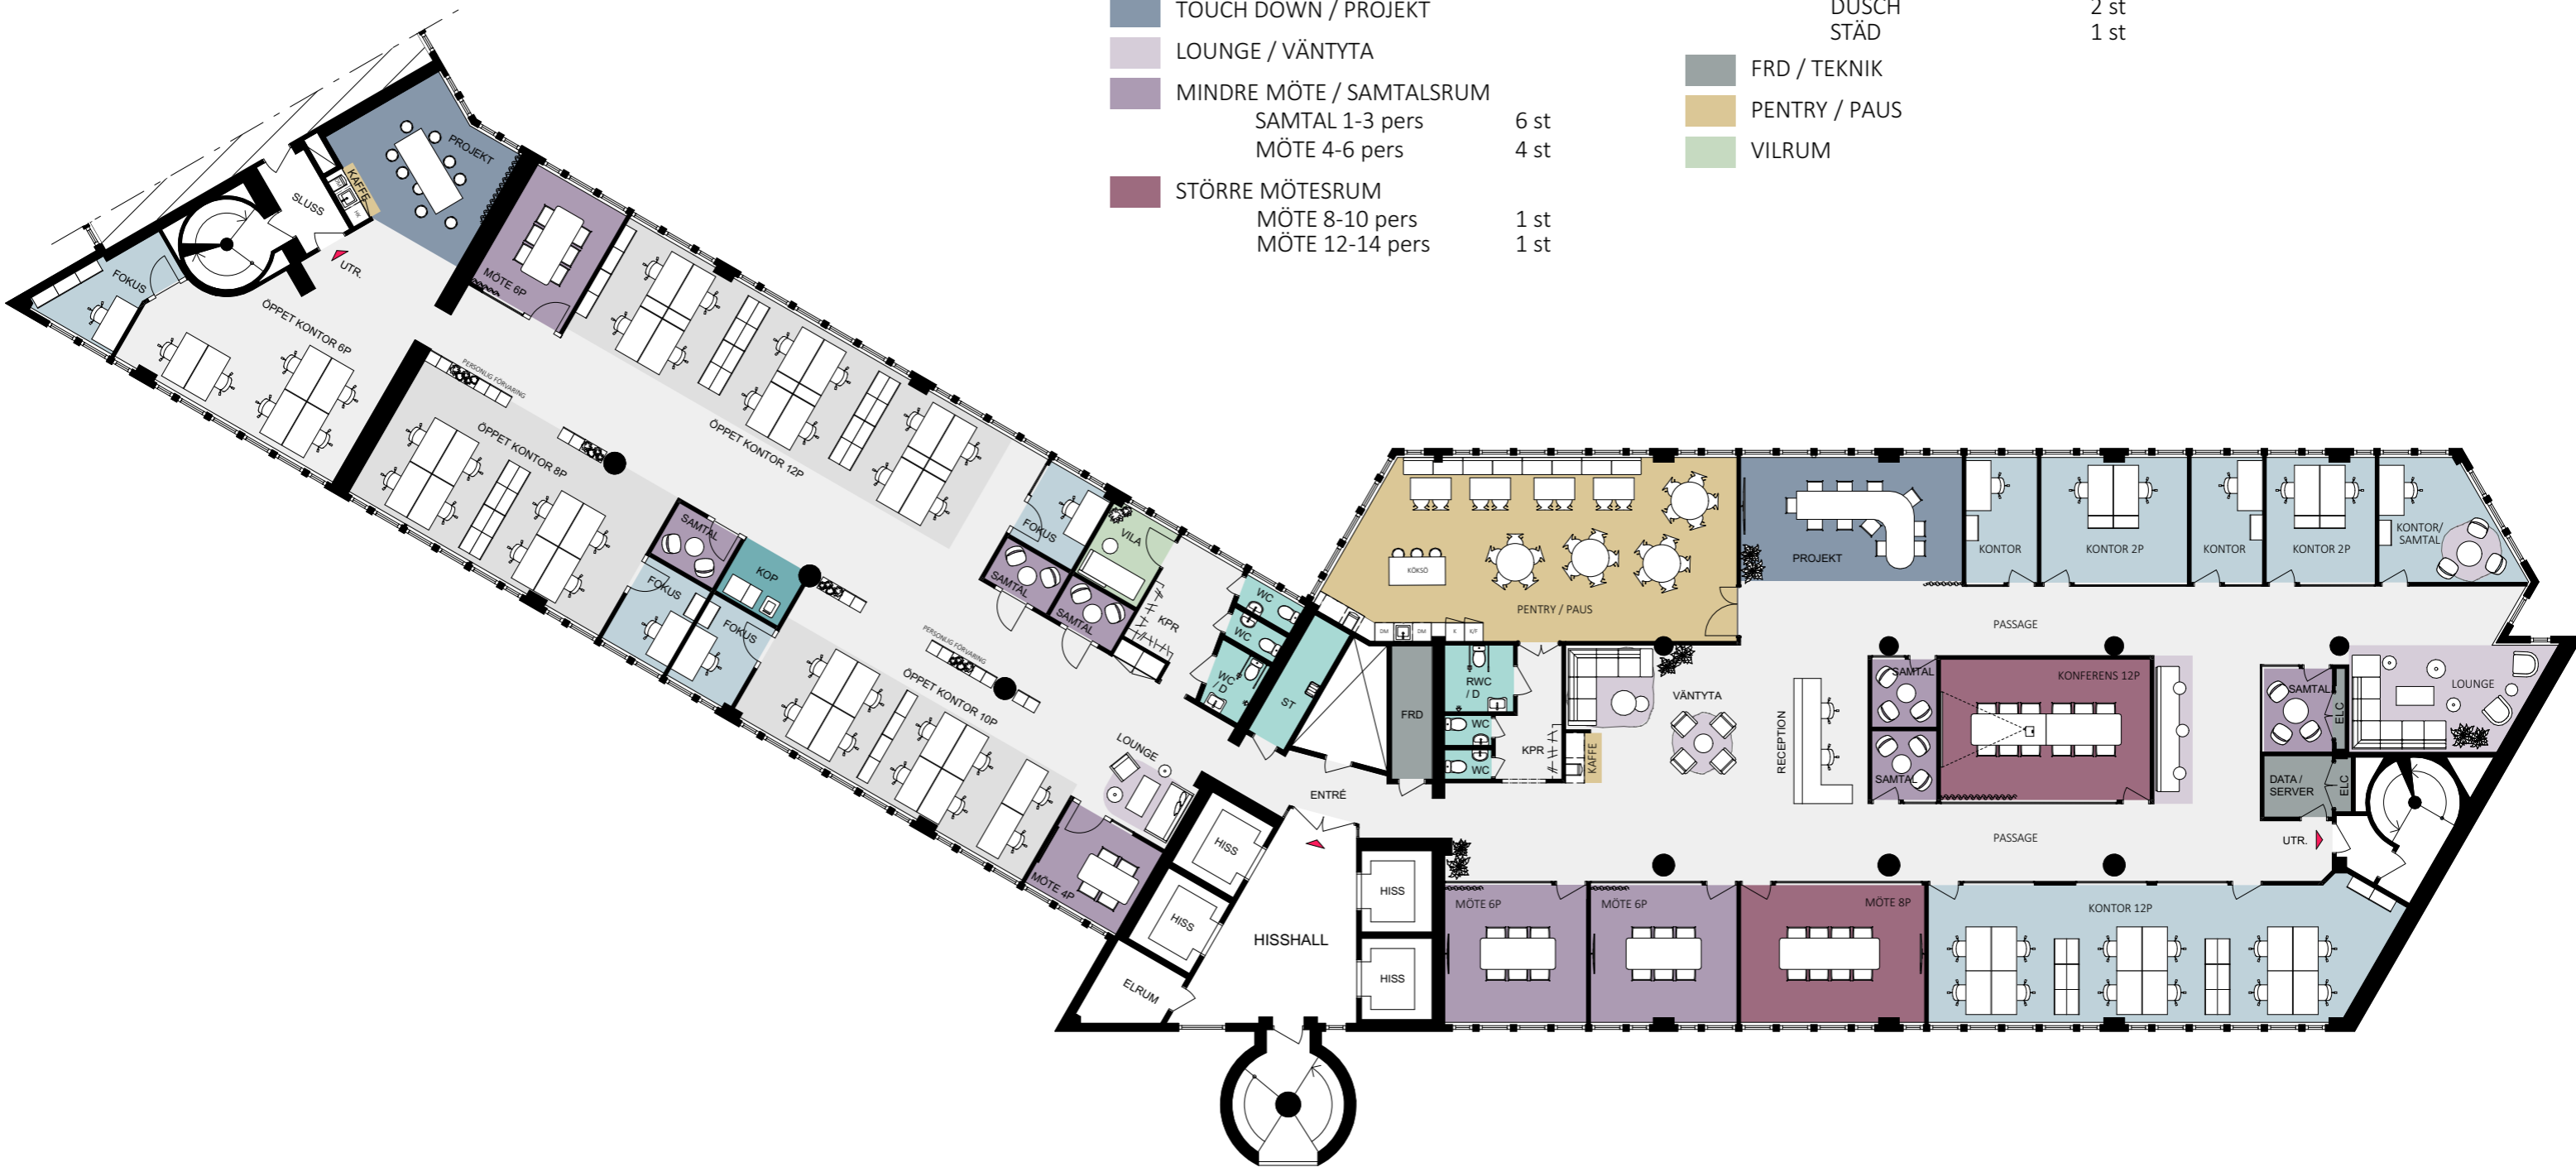 TOUCH DOWN / PROJEKT
LOUNGE / VÄNTYTA
MINDRE MÖTE / SAMTALSRUM
SAMTAL 1-3 pers 6 st
MÖTE 4-6 pers 4 st
STÖRRE MÖTESRUM
MÖTE 8-10 pers 1 st
MÖTE 12-14 pers 1 st
DUSCH 2 st
STÄD 1 st
FRD / TEKNIK
PENTRY / PAUS
VILRUM
PROJEKT
KAFFE
SLUSS
UTR.
FOKUS
ÖPPET KONTOR 6P
MÖTE 6P
PERSONLIG FÖRVARING
ÖPPET KONTOR 8P
ÖPPET KONTOR 12P
SAMTAL
KOP
FOKUS
FOKUS
FOKUS
VILA
SAMTAL
SAMTAL
KPR
WC
WC
WC
/ D
ST
PERSONLIG FÖRVARING
ÖPPET KONTOR 10P
LOUNGE
MÖTE 4P
HISS
HISS
ELRUM
HISSHALL
ENTRÉ
HISS
HISS
FRD
KÖKSÖ
PENTRY / PAUS
DM
DM
K
K/F
RWC
/ D
WC
WC
KPR
KAFFE
VÄNTYTA
RECEPTION
PROJEKT
KONTOR
KONTOR 2P
KONTOR
KONTOR 2P
KONTOR/
SAMTAL
PASSAGE
SAMTAL
SAMTAL
KONFERENS 12P
SAMTAL
ELC
LOUNGE
DATA /
SERVER
ELC
PASSAGE
UTR.
MÖTE 6P
MÖTE 6P
MÖTE 8P
KONTOR 12P